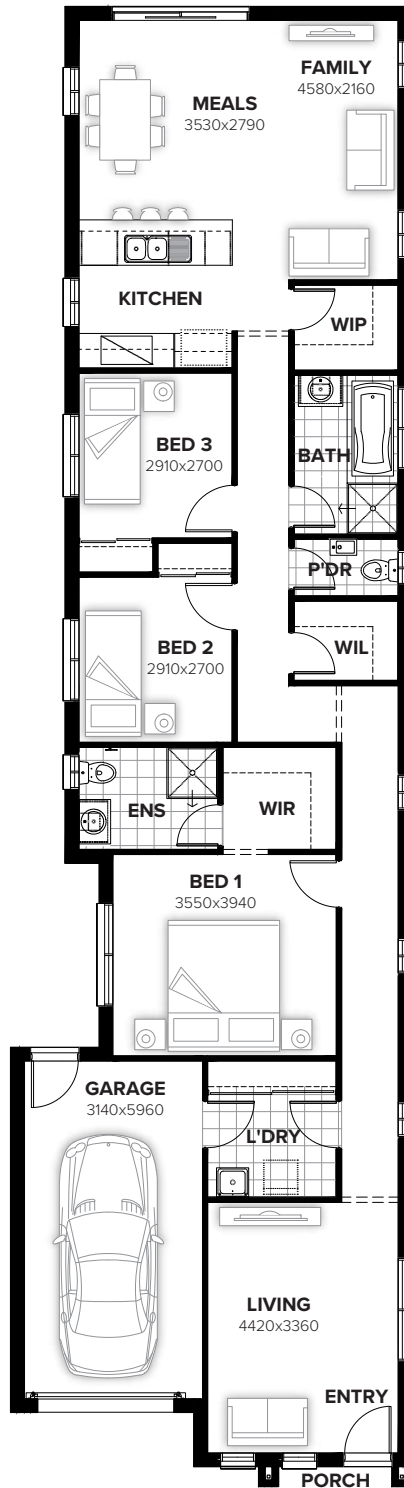 FAMILY
4580x2160
MEALS
3530x2790
KITCHEN
WIP
BED 3
2910x2700
BATH
P'DR
BED 2
2910x2700
WIL
ENS
WIR
BED 1
3550x3940
GARAGE
3140x5960
L'DRY
LIVING
4420x3360
ENTRY
PORCH